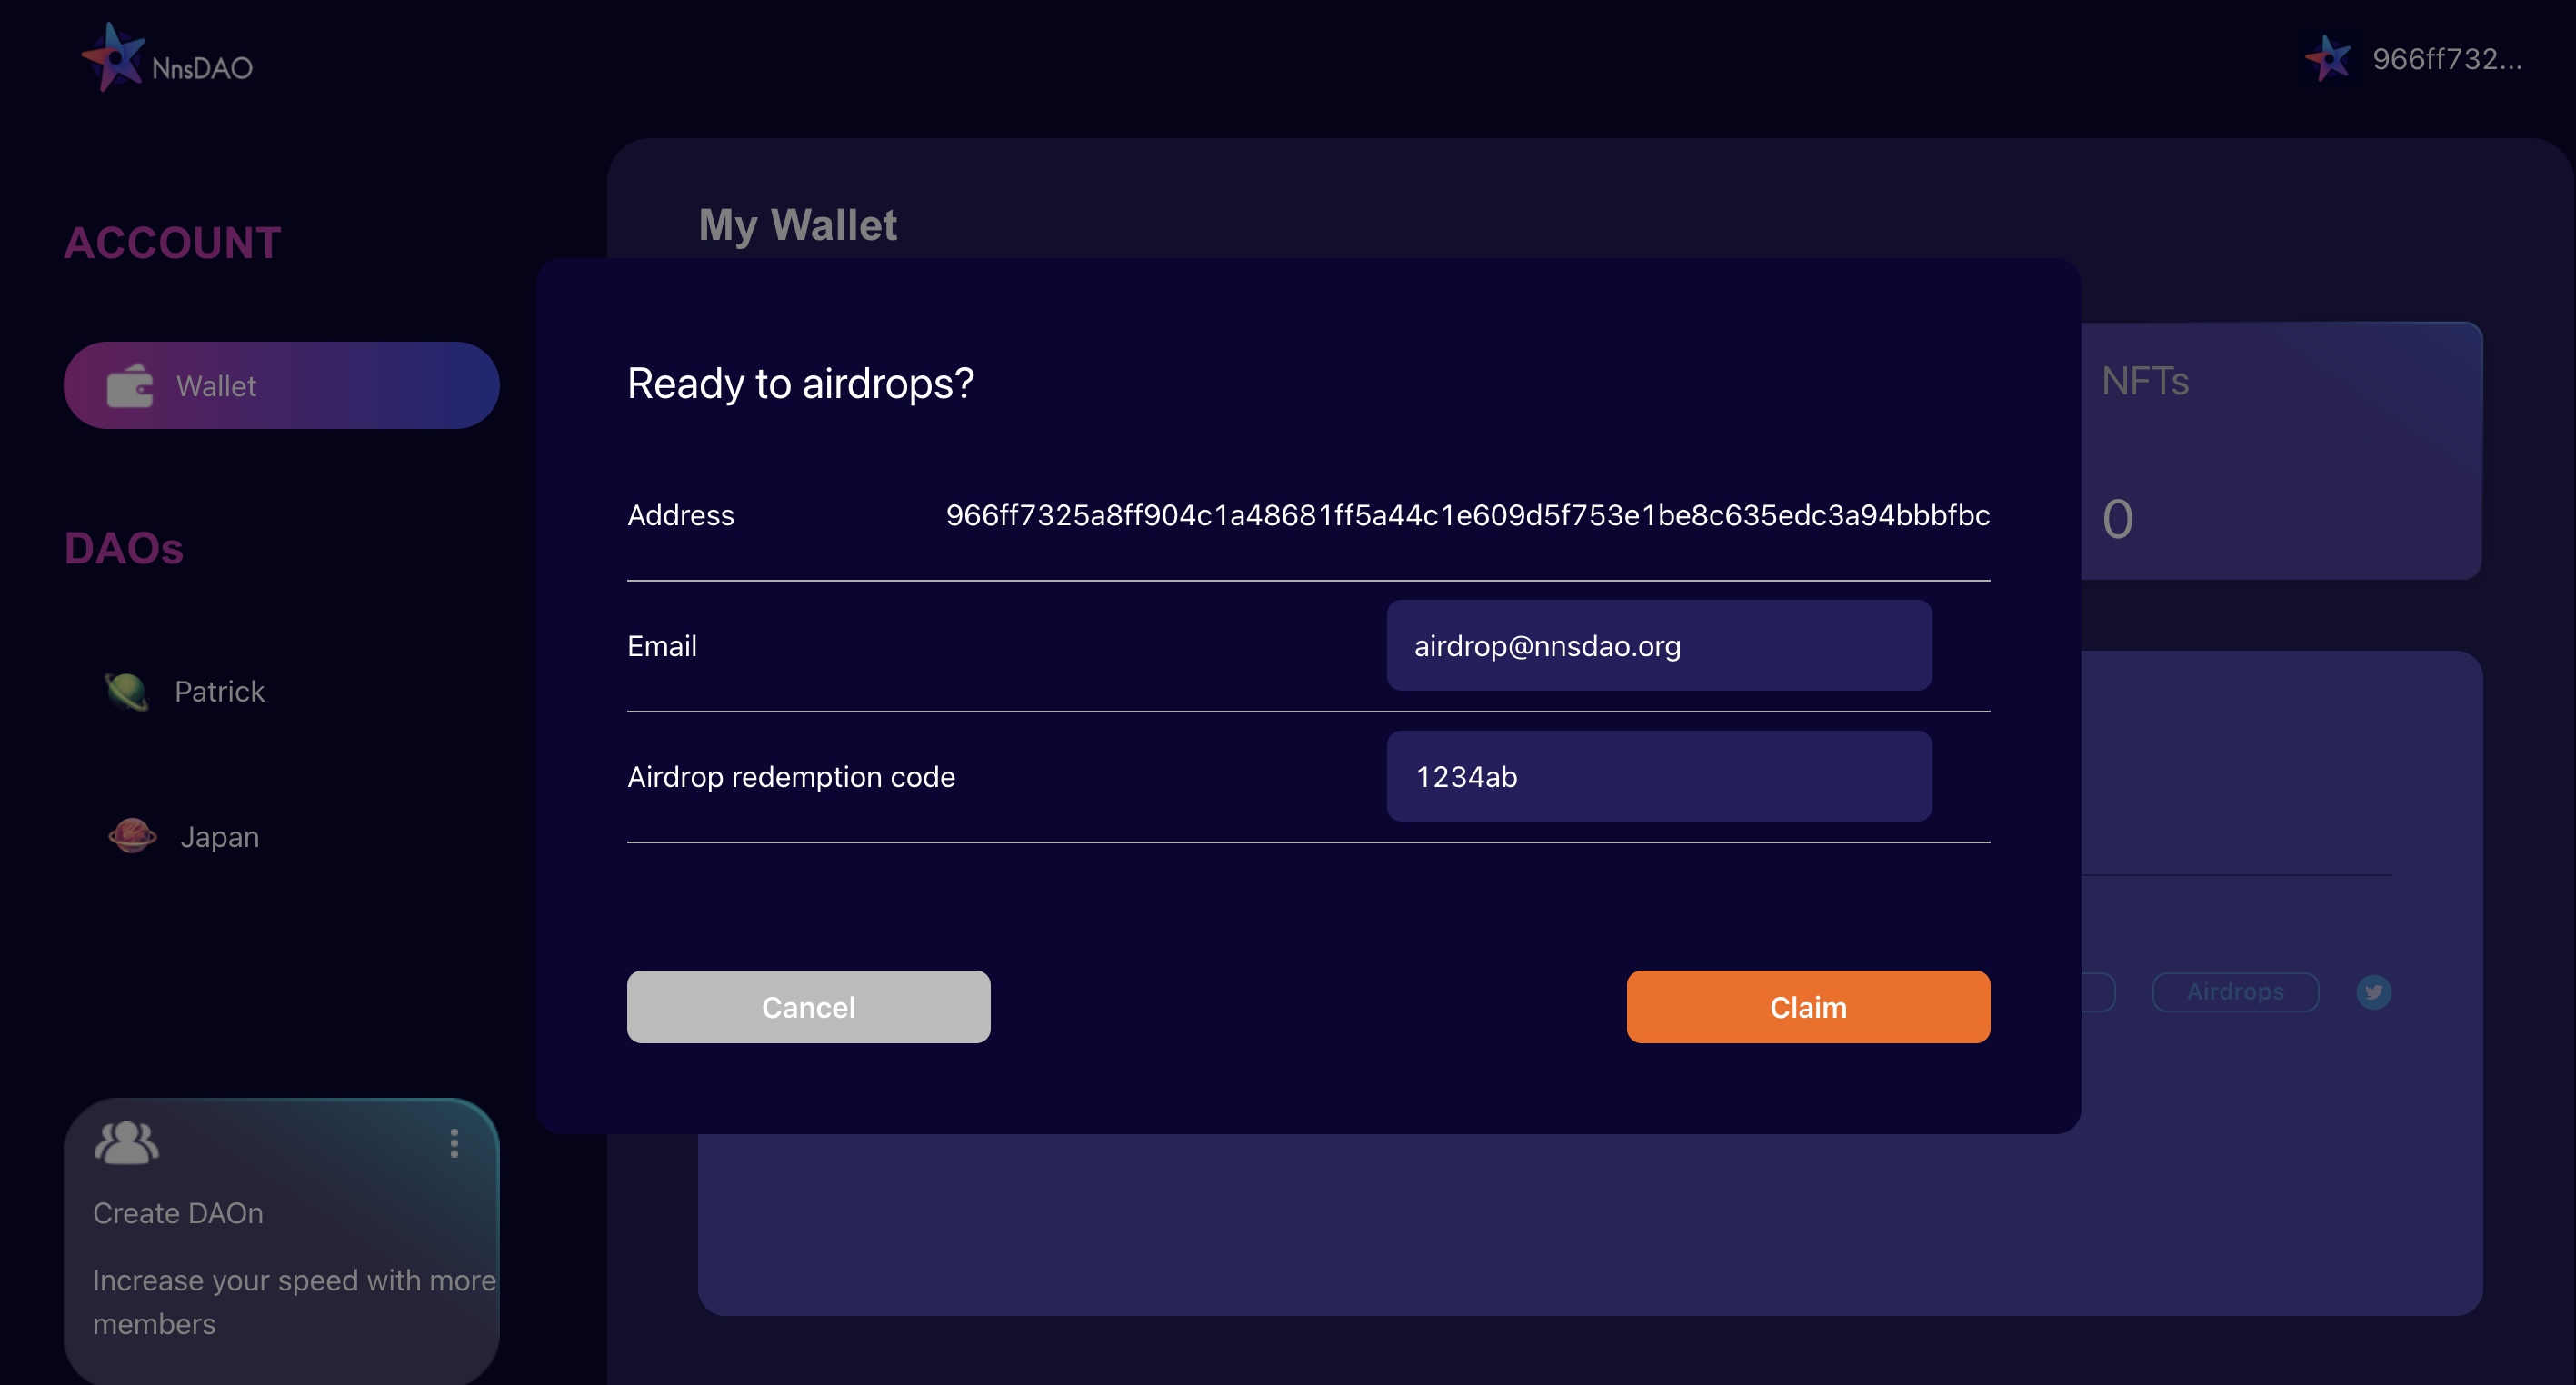 NnsDAO
966ff732...
ACCOUNT
Wallet
DAOs
Patrick
Japan
Create DAOn
Increase your speed with more
members
My Wallet
NFTs
0
Airdrops
Ready to airdrops?
Address 966ff7325a8ff904c1a48681ff5a44c1e609d5f753e1be8c635edc3a94bbbfbc
Email airdrop@nnsdao.org
Airdrop redemption code 1234ab
Cancel Claim